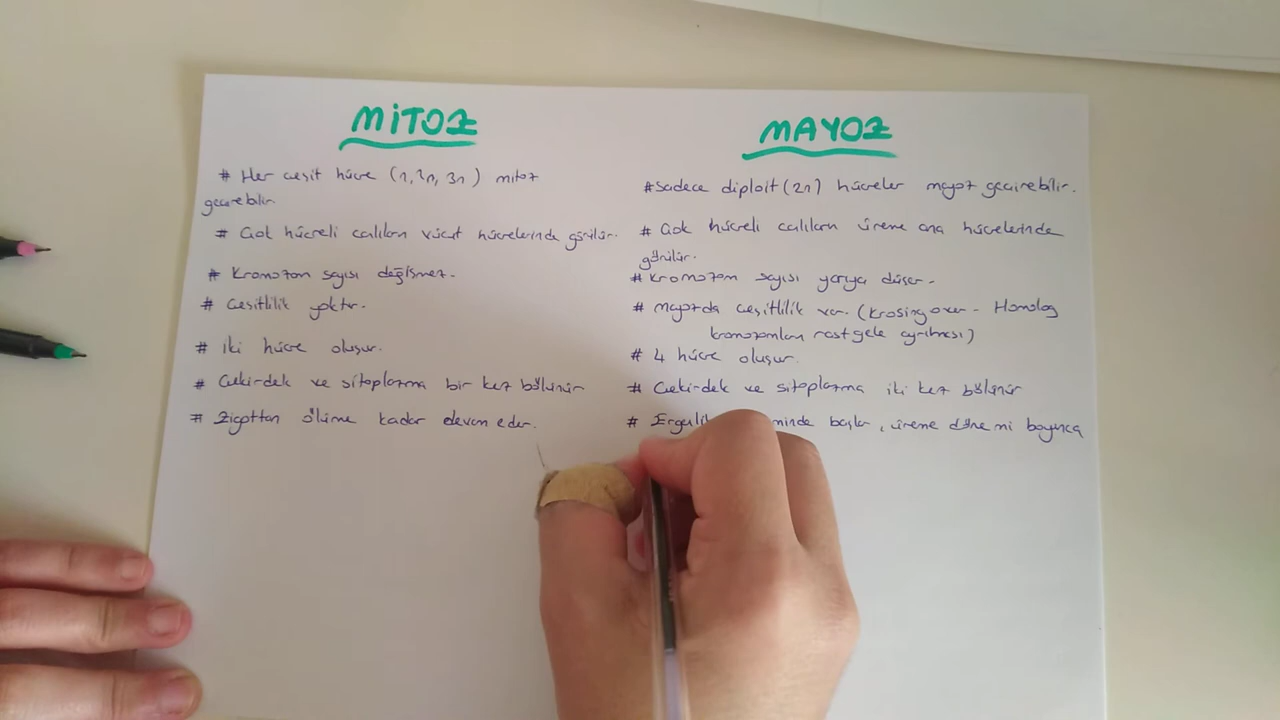 MİTOZ
# Her çeşit hücre (n, 2n, 3n) mitoz
geçirebilir.
# Çok hücreli canlıların vücut hücrelerinde görülür.
# Kromozom sayısı değişmez.
# Çeşitlilik yoktur.
# İki hücre oluşur.
# Çekirdek ve sitoplazma bir kez bölünür
# Zigottan ölüme kadar devam eder.
MAYOZ
# Sadece diploit (2n) hücreler mayoz geçirebilir.
# Çok hücreli canlıların üreme ana hücrelerinde
görülür.
# Kromozom sayısı yarıya düşer.
# Mayozda çeşitlilik var. (Krosing over - Homolog
kromozomların rastgele ayrılması)
# 4 hücre oluşur.
# Çekirdek ve sitoplazma iki kez bölünür
# başlar, üreme dönemi boyunca